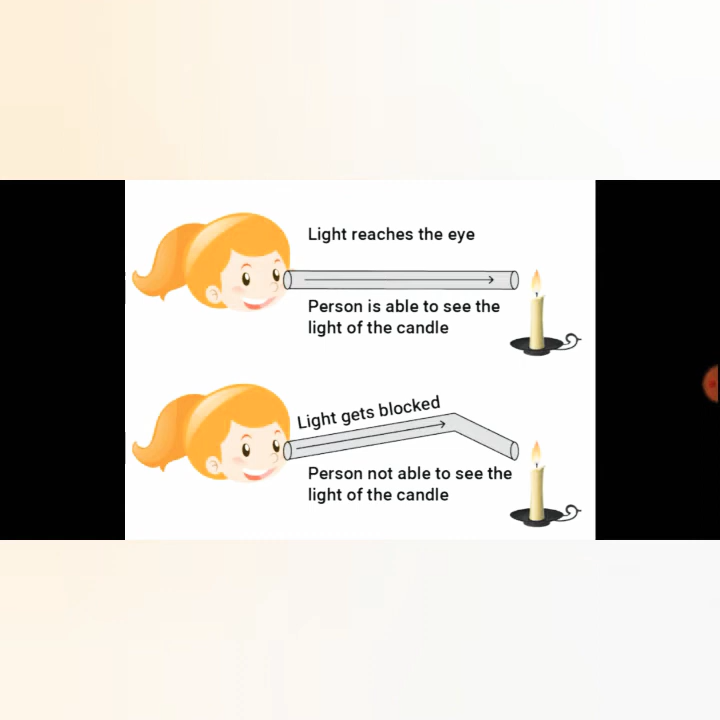 Light reaches the eye
Person is able to see the
light of the candle
Light gets blocked
Person not able to see the
light of the candle